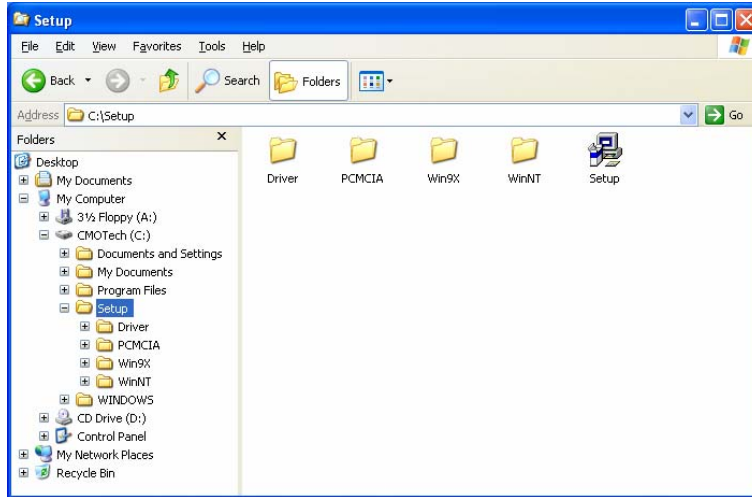 Setup
File Edit View Favorites Tools Help
Back Search Folders
Address C:\Setup Go
Folders x
Desktop
My Documents
My Computer
3½ Floppy (A:)
CMOTech (C:)
Documents and Settings
My Documents
Program Files
Setup
Driver
PCMCIA
Win9X
WinNT
WINDOWS
CD Drive (D:)
Control Panel
My Network Places
Recycle Bin
Driver PCMCIA Win9X WinNT Setup